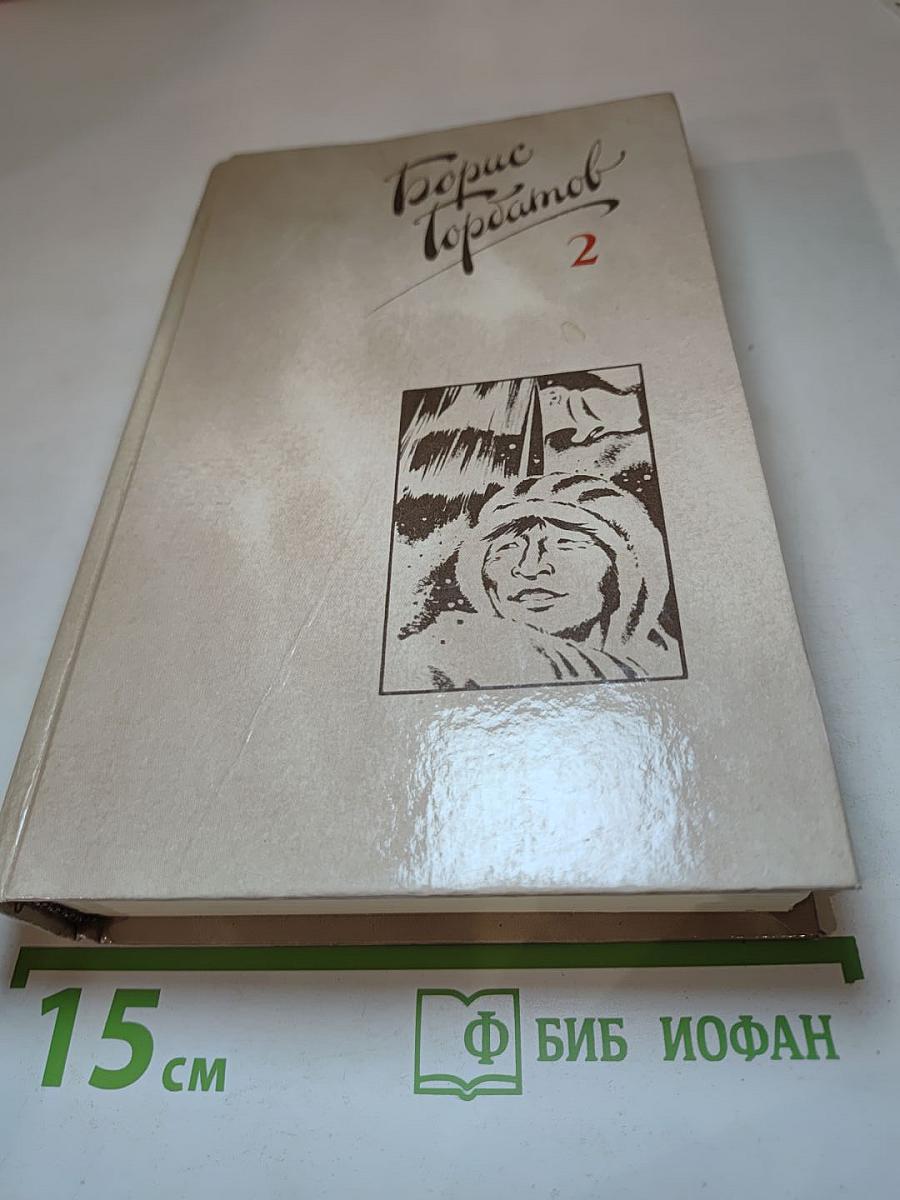 Борис
Горбатов
2
15 см
Ф БИБ ИОФАН